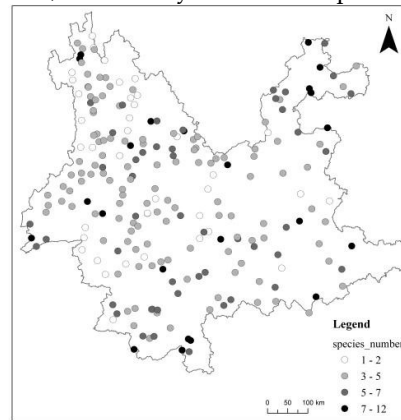 N
Legend
species_number
1 - 2
3 - 5
5 - 7
7 - 12
0 50 100 km